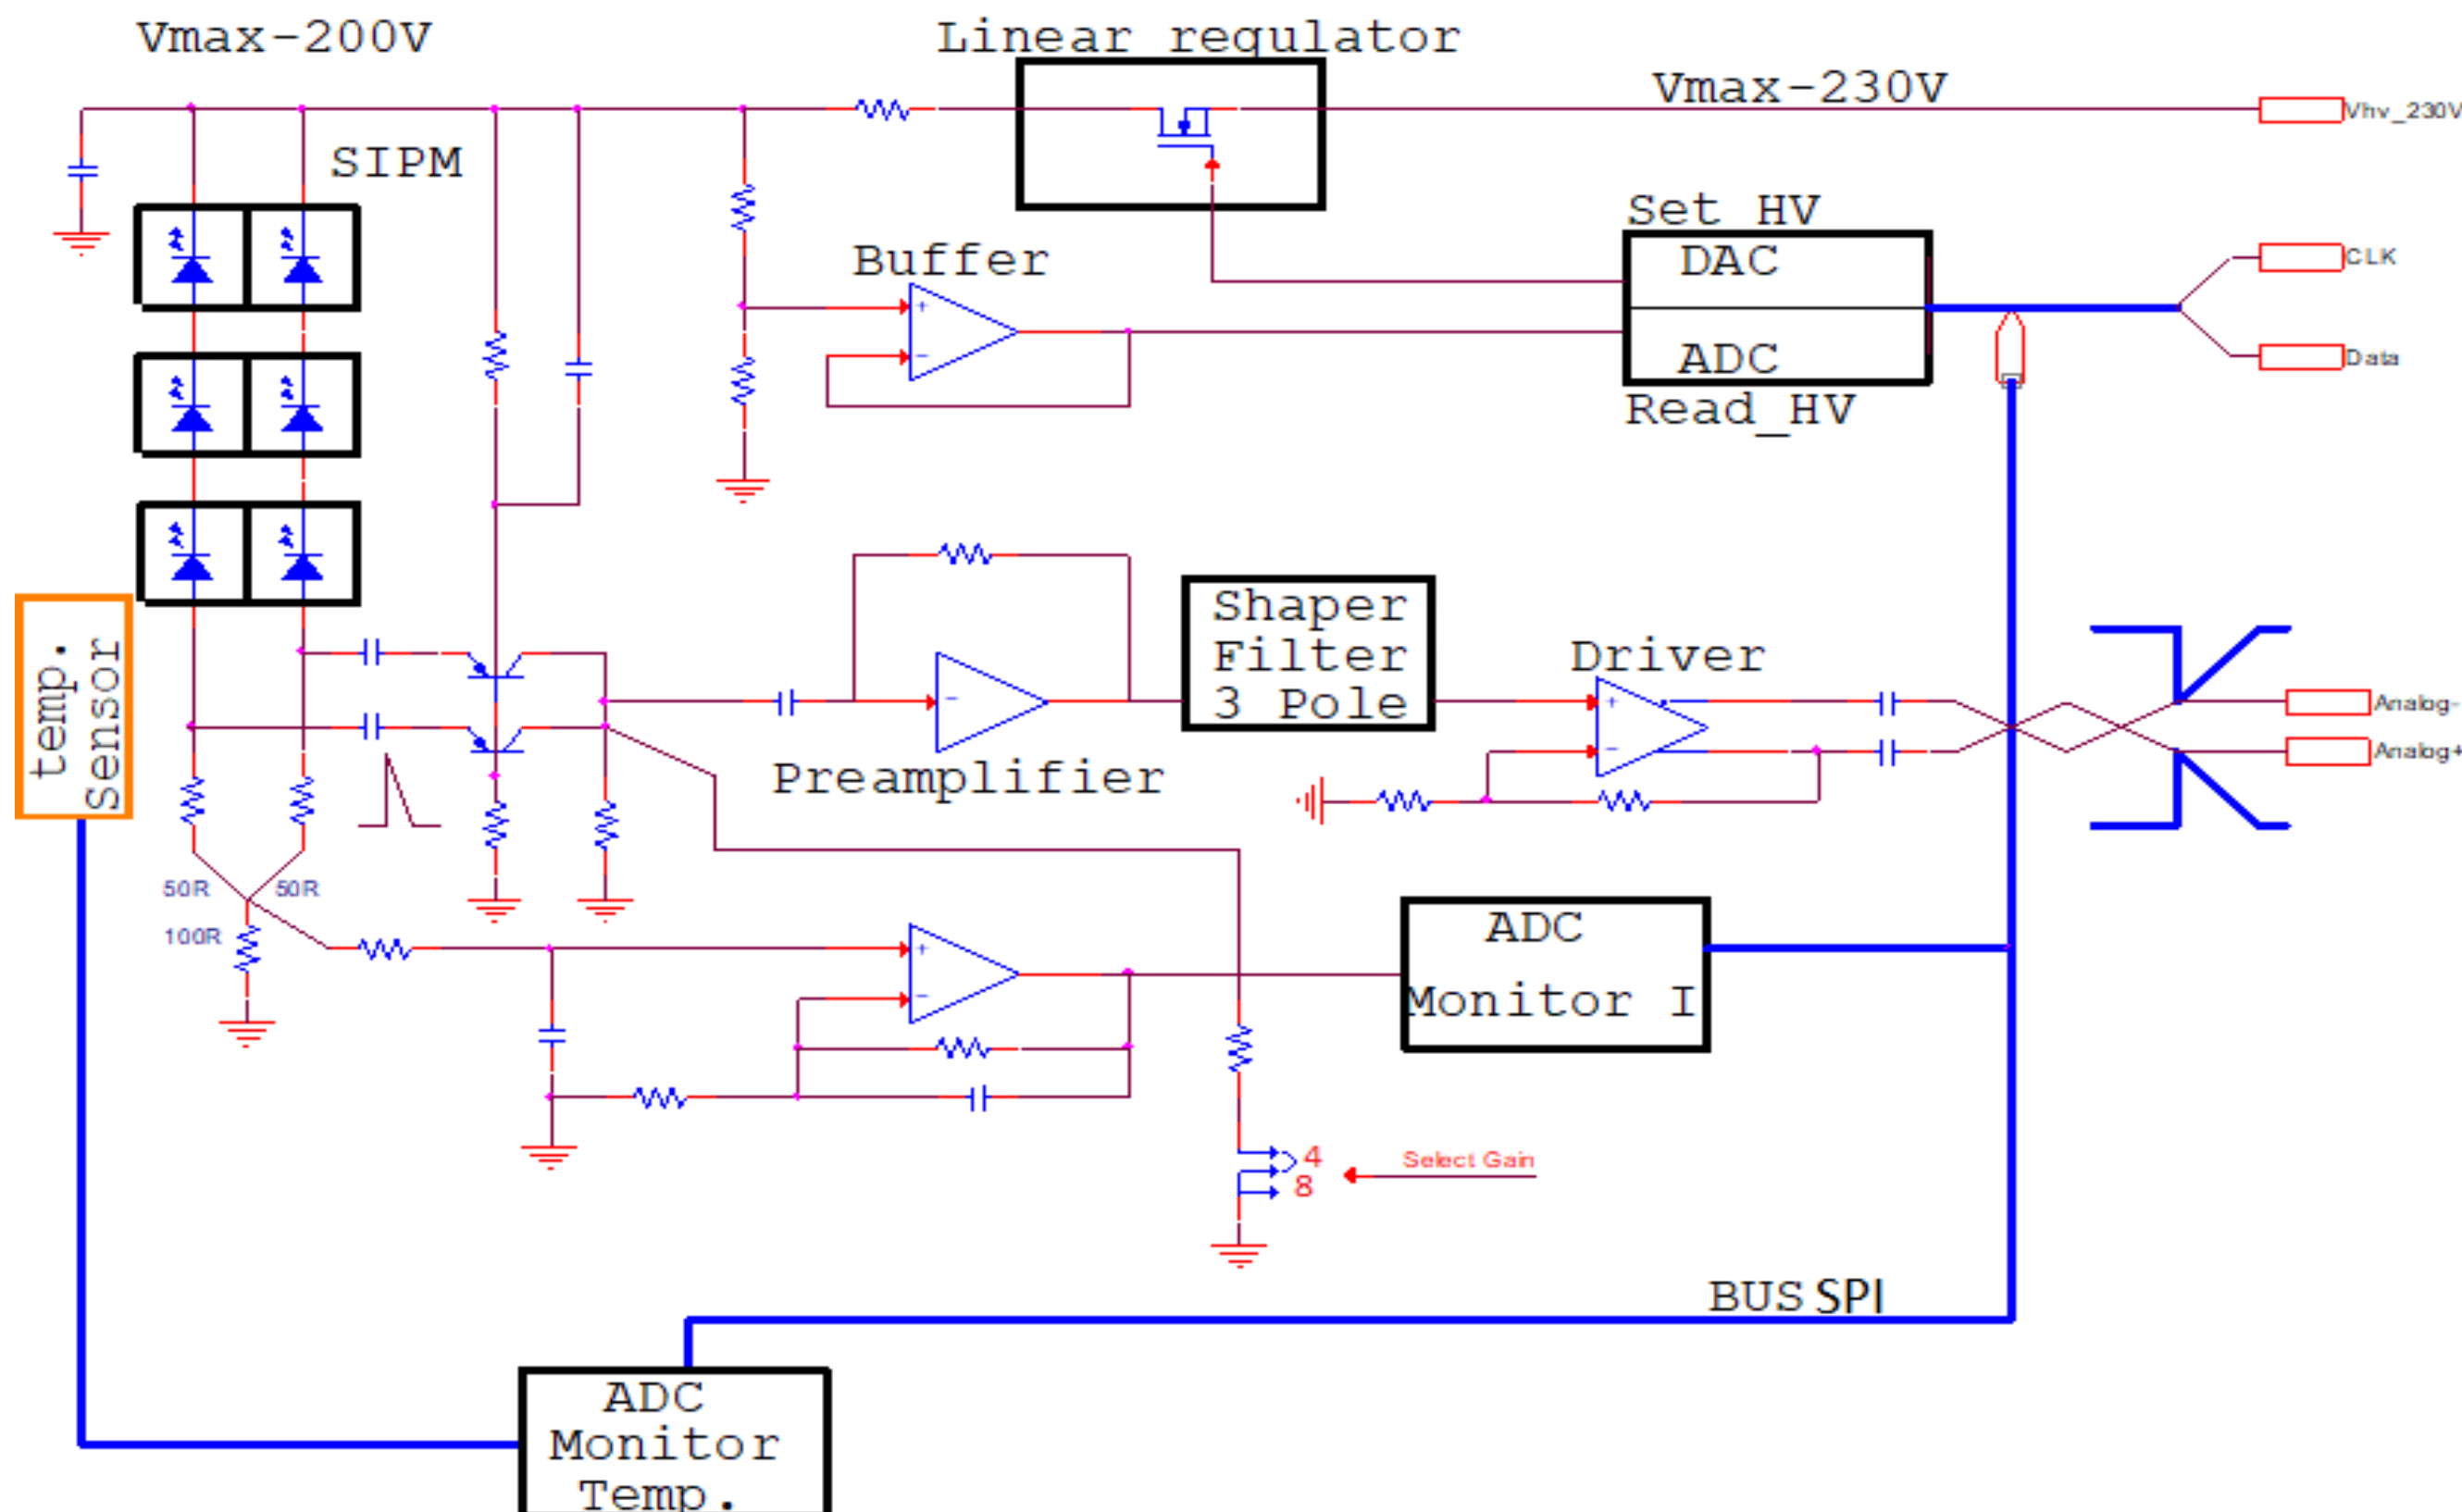 Vmax-200V
Linear regulator
Vmax-230V
Vhv_230V
SIPM
Set HV
DAC
ADC
Read_HV
CLK
Data
Buffer
+
-
temp.
Sensor
Shaper
Filter
3 Pole
Driver
-
+
-
Preamplifier
Analog-
Analog+
50R
50R
100R
+
-
ADC
Monitor I
4
8
Select Gain
BUS SPI
ADC
Monitor
Temp.